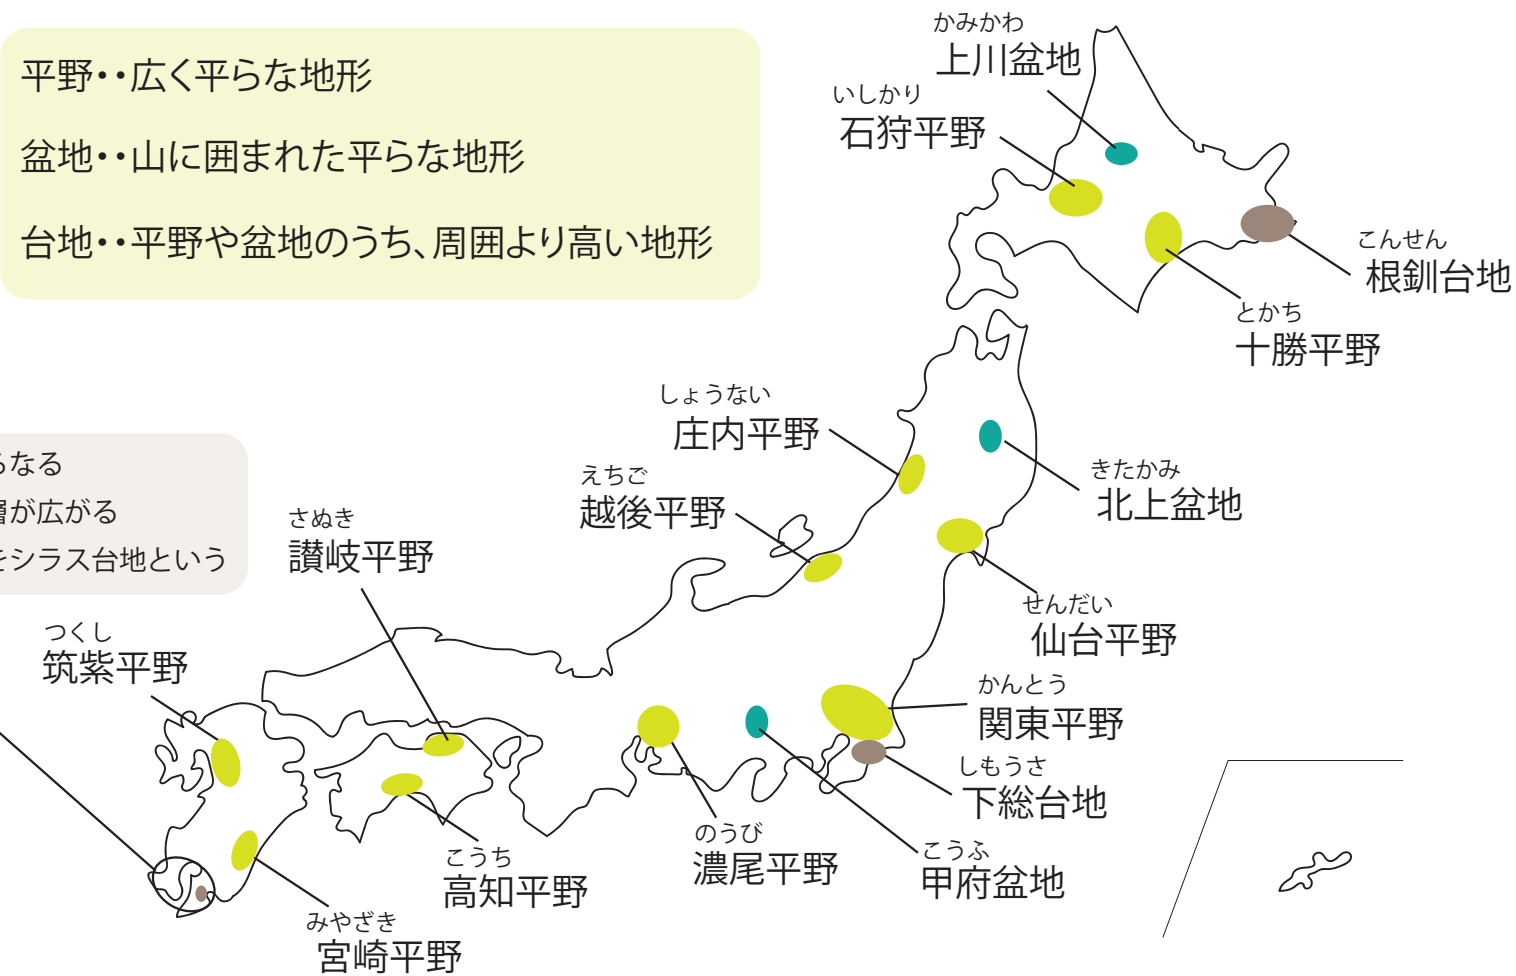 平野・・広く平らな地形
盆地・・山に囲まれた平らな地形
台地・・平野や盆地のうち、周囲より高い地形
かみかわ
上川盆地
いしかり
石狩平野
こんせん
根釧台地
とかち
十勝平野
しょうない
庄内平野
きたかみ
北上盆地
えちご
越後平野
らなる
層が広がる
をシラス台地という
さぬき
讃岐平野
せんだい
仙台平野
つくし
筑紫平野
かんとう
関東平野
しもうさ
下総台地
のうび
濃尾平野
こうふ
甲府盆地
こうち
高知平野
みやざき
宮崎平野